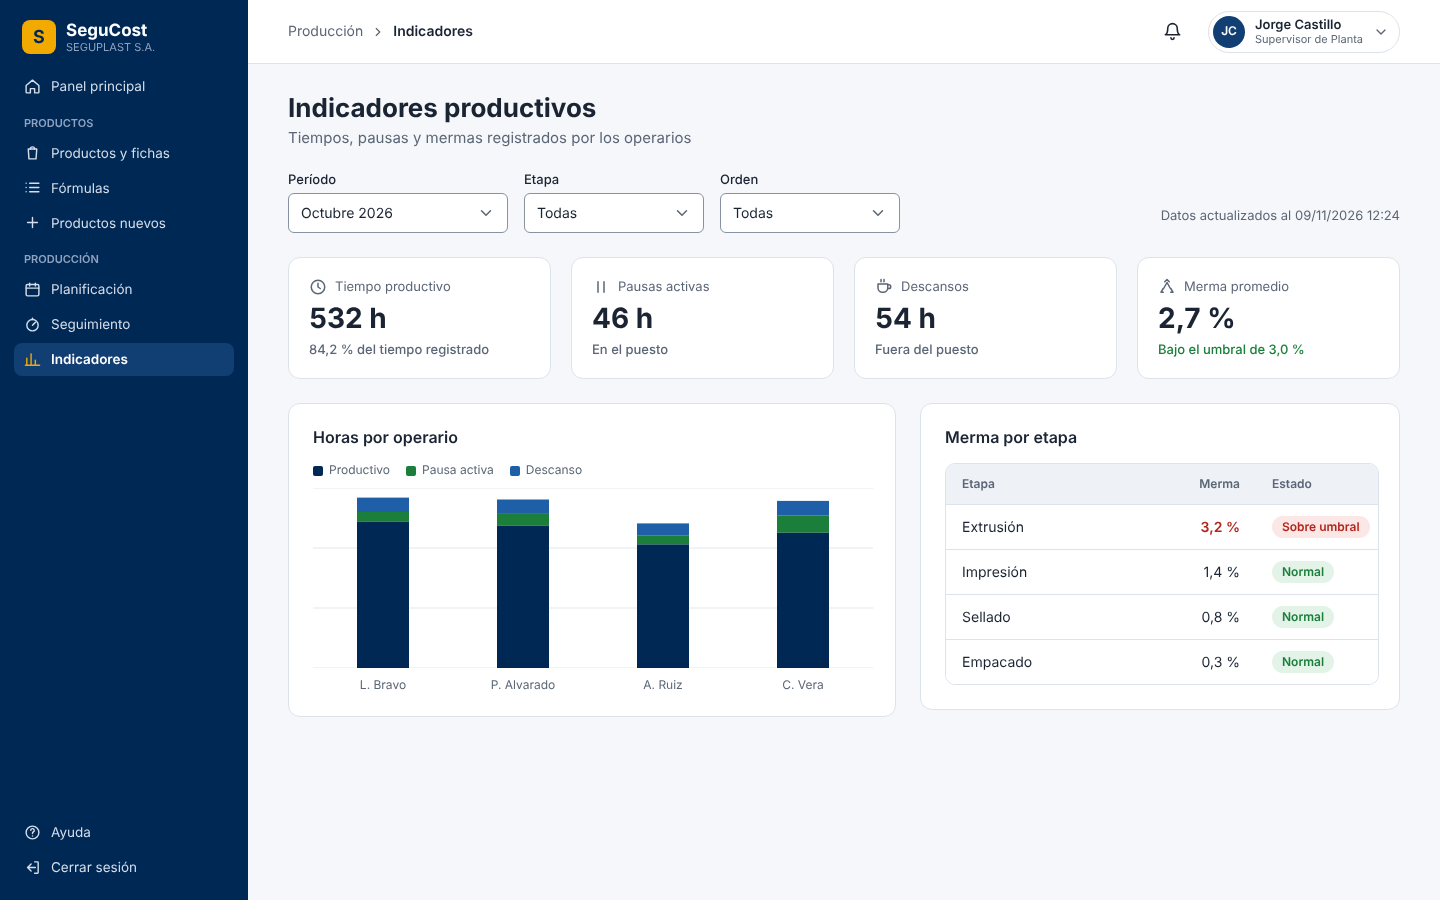 S
SeguCost
SEGUPLAST S.A.
Panel principal
PRODUCTOS
Productos y fichas
Fórmulas
Productos nuevos
PRODUCCIÓN
Planificación
Seguimiento
Indicadores
Ayuda
Cerrar sesión
Producción > Indicadores
JC
Jorge Castillo
Supervisor de Planta
Indicadores productivos
Tiempos, pausas y mermas registrados por los operarios
Período
Octubre 2026
Etapa
Todas
Orden
Todas
Datos actualizados al 09/11/2026 12:24
Tiempo productivo
532 h
84,2 % del tiempo registrado
Pausas activas
46 h
En el puesto
Descansos
54 h
Fuera del puesto
Merma promedio
2,7 %
Bajo el umbral de 3,0 %
Horas por operario
Productivo Pausa activa Descanso
L. Bravo P. Alvarado A. Ruiz C. Vera
Merma por etapa
Etapa Merma Estado
Extrusión 3,2 % Sobre umbral
Impresión 1,4 % Normal
Sellado 0,8 % Normal
Empacado 0,3 % Normal